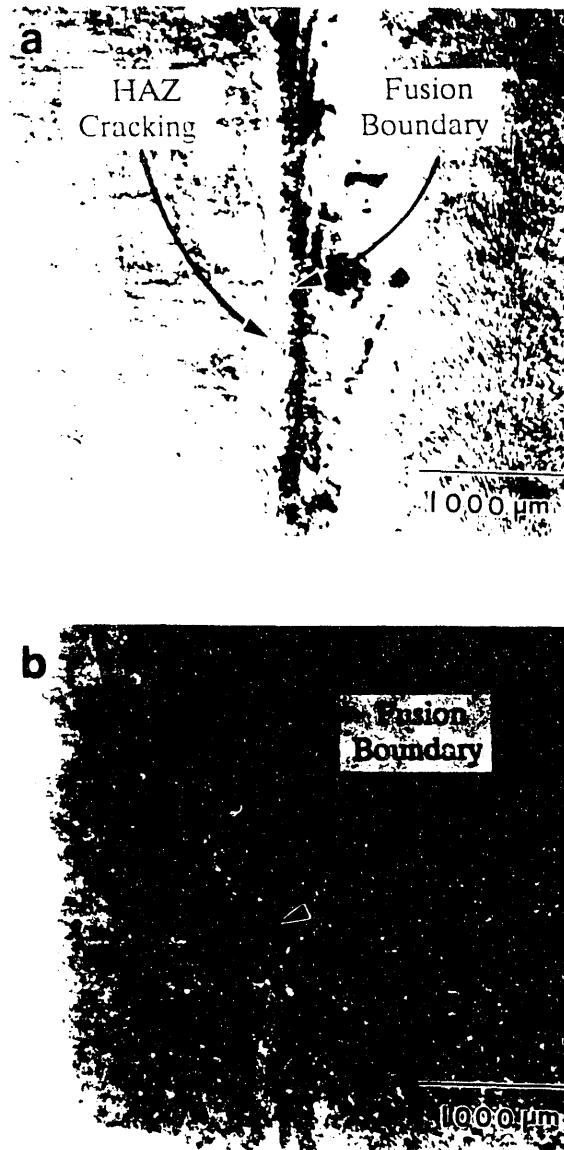 a
HAZ
Cracking
Fusion
Boundary
1000 µm
b
Fusion
Boundary
1000 µm